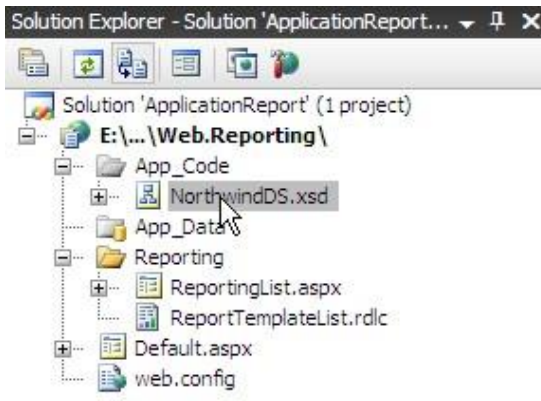 Solution Explorer - Solution 'ApplicationReport...
Solution 'ApplicationReport' (1 project)
E:\...\Web.Reporting\
App_Code
NorthwindDS.xsd
App_Data
Reporting
ReportingList.aspx
ReportTemplateList.rdlc
Default.aspx
web.config